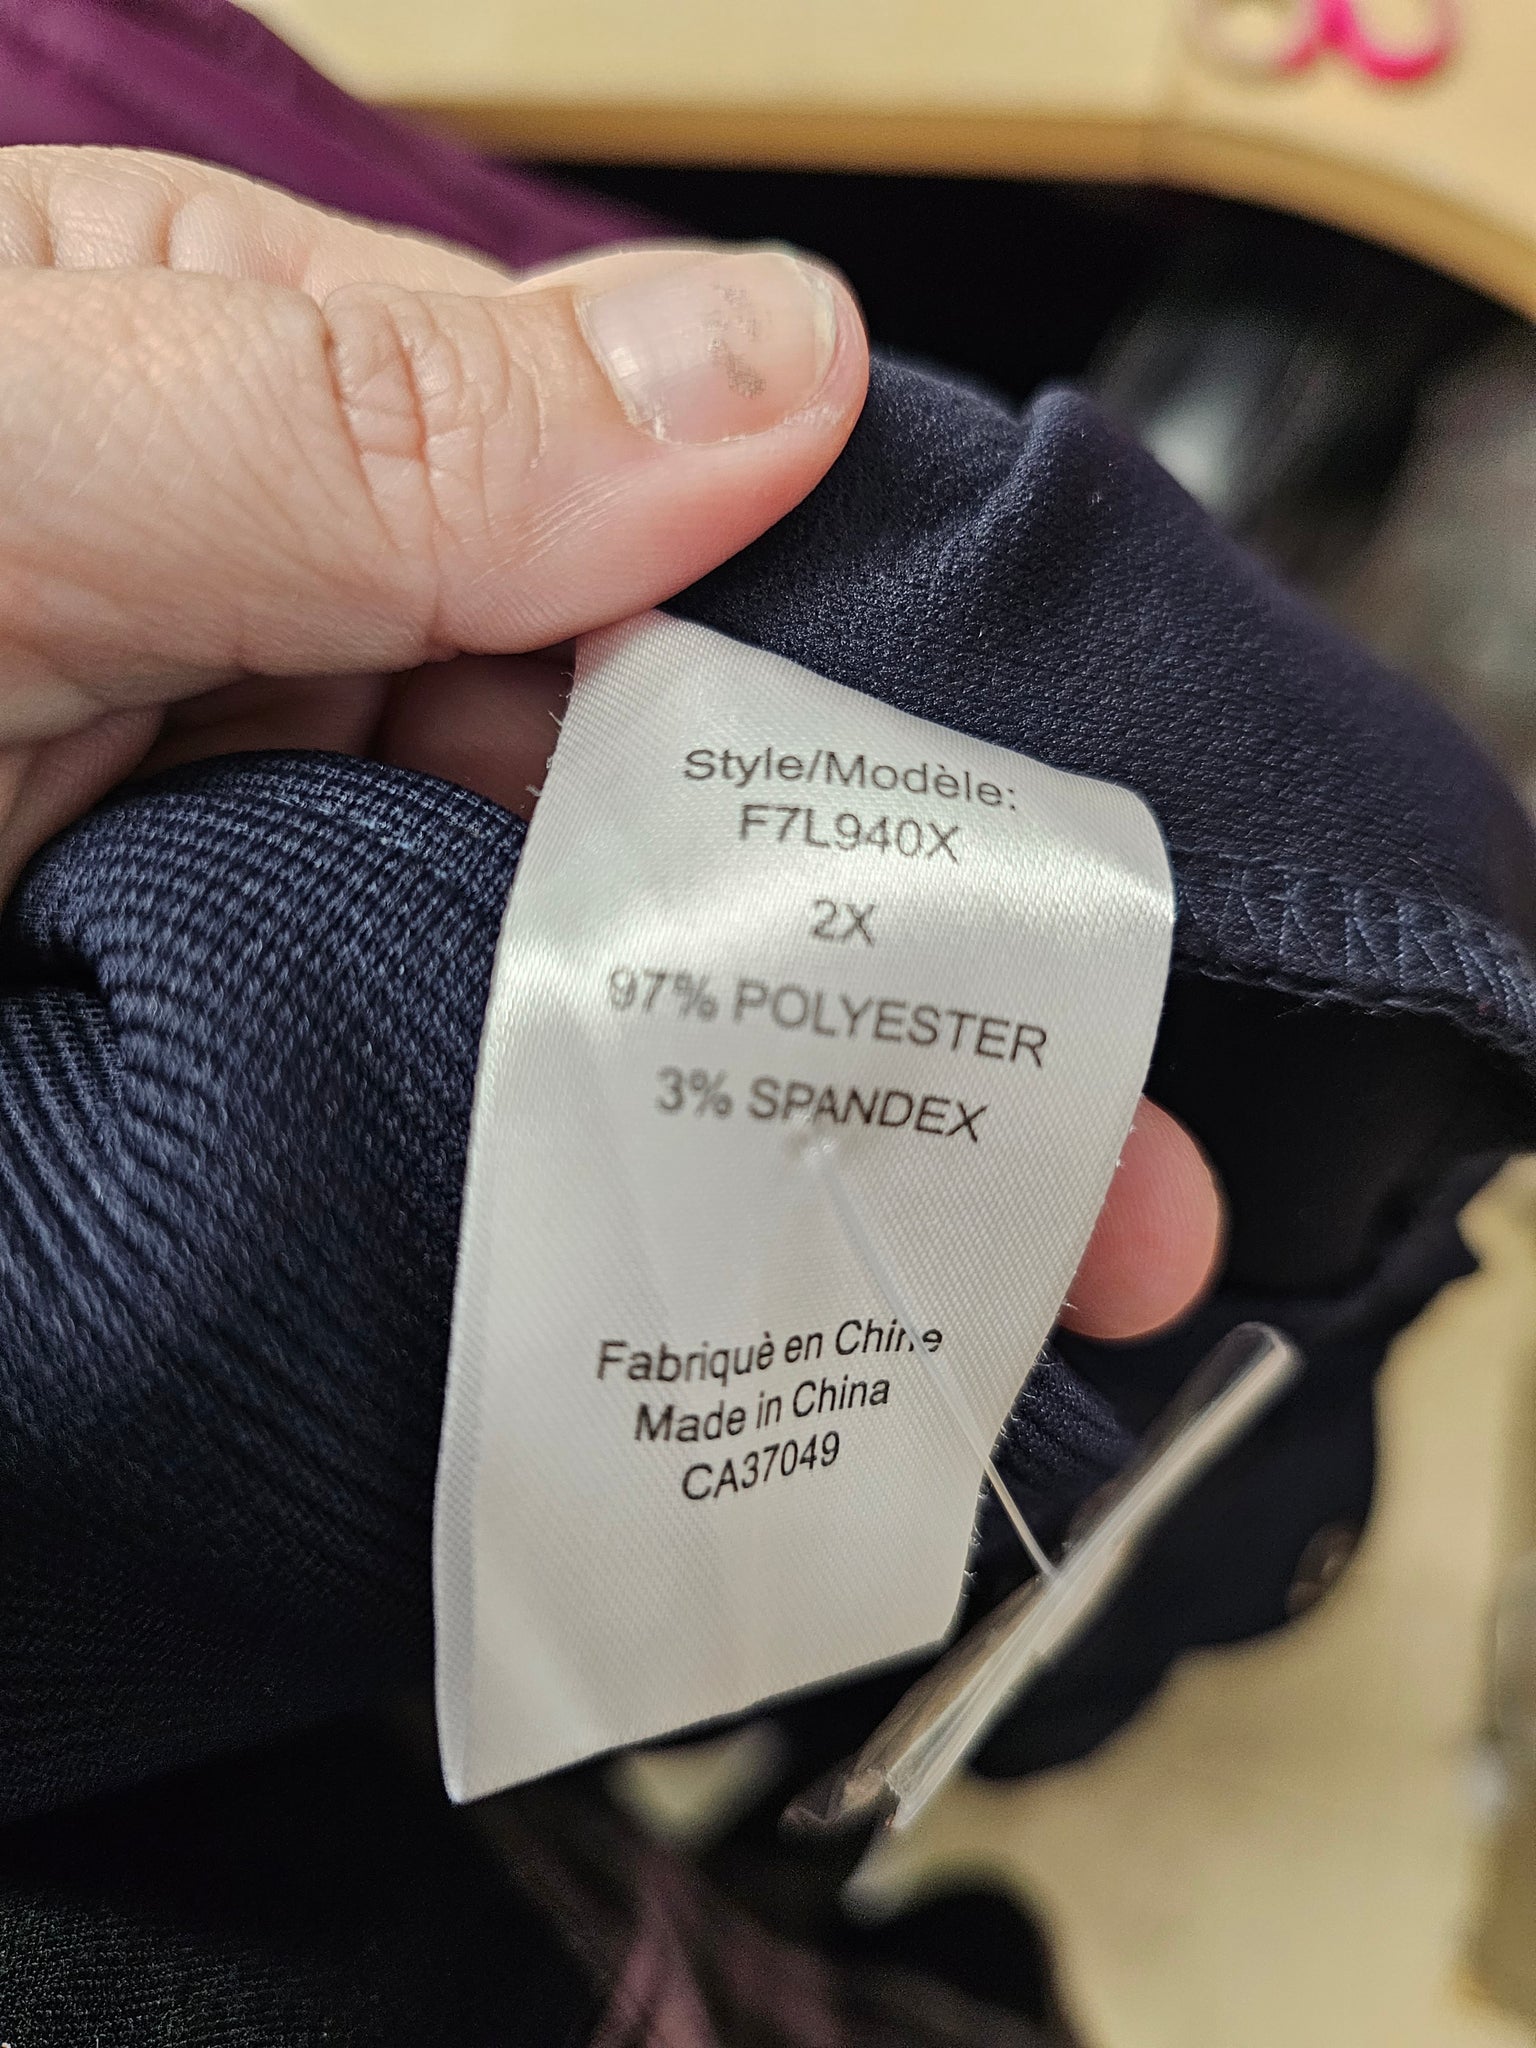 Style/Modèle:
F7L940X
2X
97% POLYESTER
3% SPANDEX
Fabriquè en Chine
Made in China
CA37049